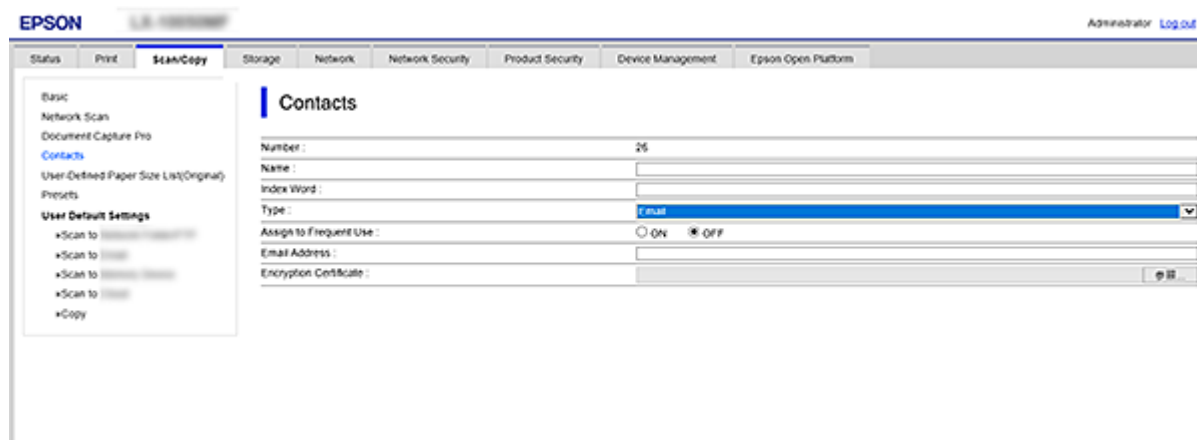 EPSON
Administrator Log out
Status Print Scan/Copy Storage Network Network Security Product Security Device Management Epson Open Platform
Basic
Network Scan
Document Capture Pro
Contacts
User-Defined Paper Size List(Original)
Presets
User Default Settings
»Scan to
»Scan to
»Scan to
»Scan to
»Copy
Contacts
Number : 26
Name :
Index Word :
Type : Email
Assign to Frequent Use : ON OFF
Email Address :
Encryption Certificate :